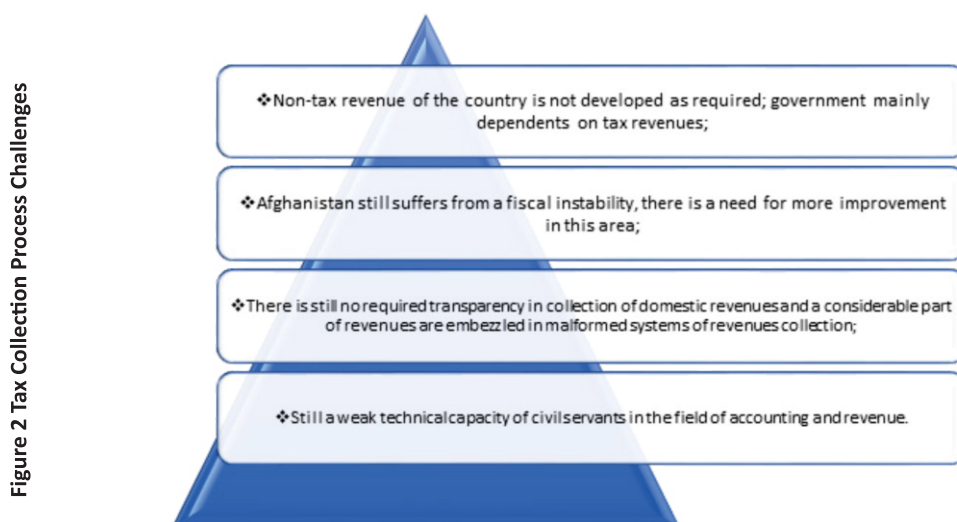 Figure 2 Tax Collection Process Challenges
❖Non-tax revenue of the country is not developed as required; government mainly
dependents on tax revenues;
❖Afghanistan still suffers from a fiscal instability, there is a need for more improvement
in this area;
❖There is still no required transparency in collection of domestic revenues and a considerable part
of revenues are embezzled in malformed systems of revenues collection;
❖Still a weak technical capacity of civil servants in the field of accounting and revenue.